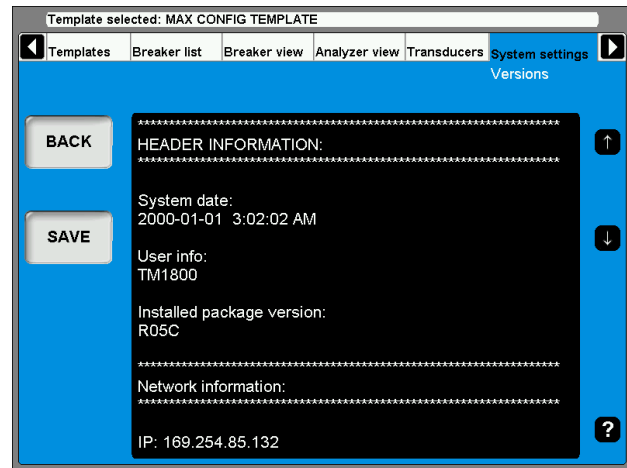 Template selected: MAX CONFIG TEMPLATE
Templates Breaker list Breaker view Analyzer view Transducers System settings
Versions
BACK
SAVE
************************************************************************
HEADER INFORMATION:
************************************************************************
System date:
2000-01-01 3:02:02 AM
User info:
TM1800
Installed package version:
R05C
************************************************************************
Network information:
************************************************************************
IP: 169.254.85.132
↑
↓
?